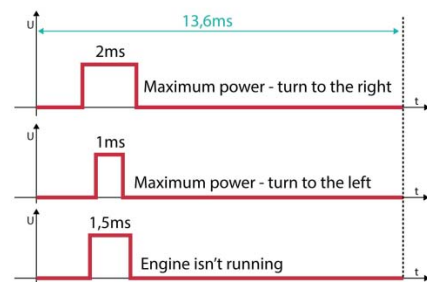 U
13,6ms
2ms
Maximum power - turn to the right
t
U
1ms
Maximum power - turn to the left
t
U
1,5ms
Engine isn't running
t